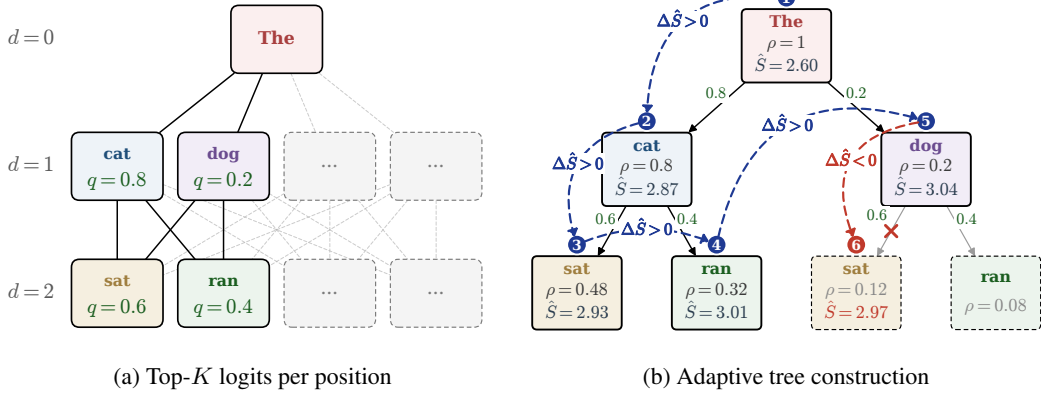 d = 0
The
d = 1
cat
q = 0.8
dog
q = 0.2
...
...
d = 2
sat
q = 0.6
ran
q = 0.4
...
...
(a) Top-K logits per position
1
ΔŜ > 0
The
ρ = 1
Ŝ = 2.60
0.8
0.2
2
ΔŜ > 0
5
cat
ρ = 0.8
Ŝ = 2.87
ΔŜ > 0
ΔŜ < 0
dog
ρ = 0.2
Ŝ = 3.04
0.6
0.4
0.6
0.4
3
ΔŜ > 0
4
6
sat
ρ = 0.48
Ŝ = 2.93
ran
ρ = 0.32
Ŝ = 3.01
sat
ρ = 0.12
Ŝ = 2.97
ran
ρ = 0.08
(b) Adaptive tree construction